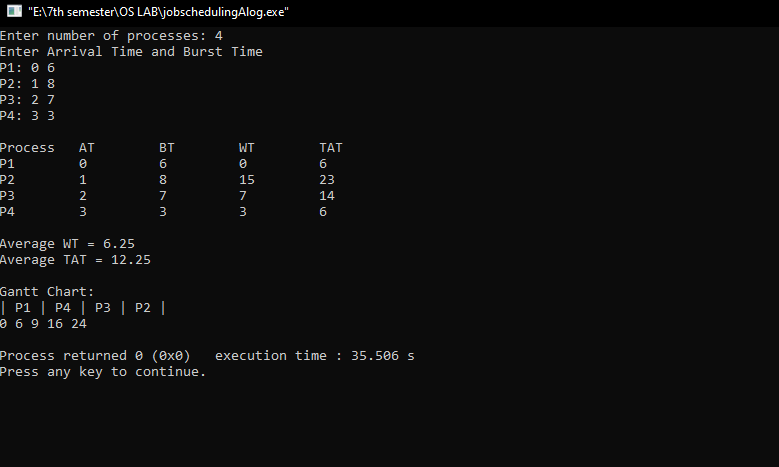 "E:\7th semester\OS LAB\jobschedulingAlog.exe"
Enter number of processes: 4
Enter Arrival Time and Burst Time
P1: 0 6
P2: 1 8
P3: 2 7
P4: 3 3
Process AT BT WT TAT
P1 0 6 0 6
P2 1 8 15 23
P3 2 7 7 14
P4 3 3 3 6
Average WT = 6.25
Average TAT = 12.25
Gantt Chart:
| P1 | P4 | P3 | P2 |
0 6 9 16 24
Process returned 0 (0x0) execution time : 35.506 s
Press any key to continue.